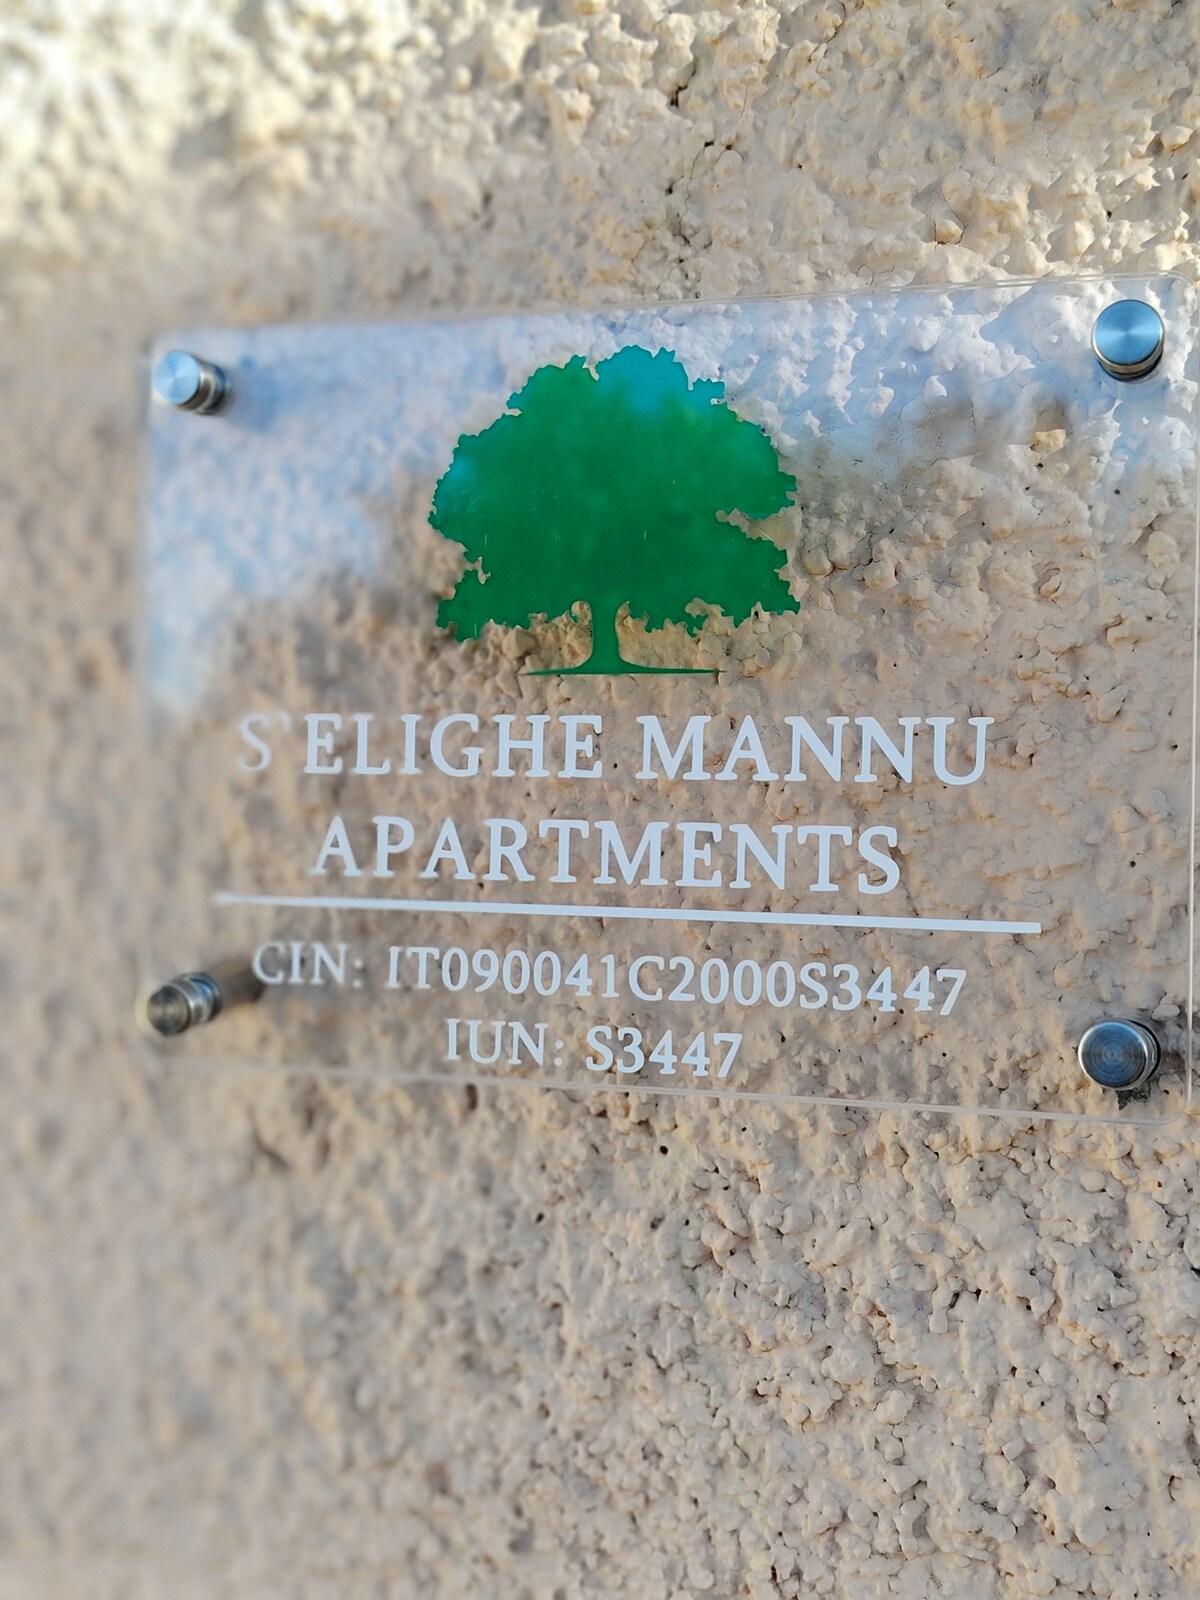 S'ELIGHE MANNU
APARTMENTS
CIN: IT090041C2000S3447
IUN: S3447